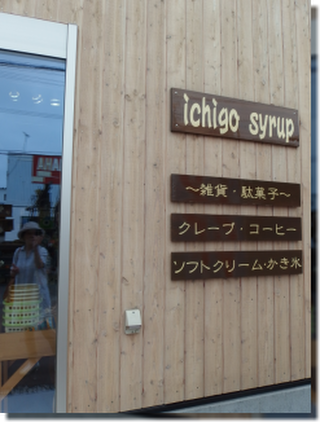 ichigo syrup
～雑貨・駄菓子～
クレープ・コーヒー
ソフトクリーム・かき氷